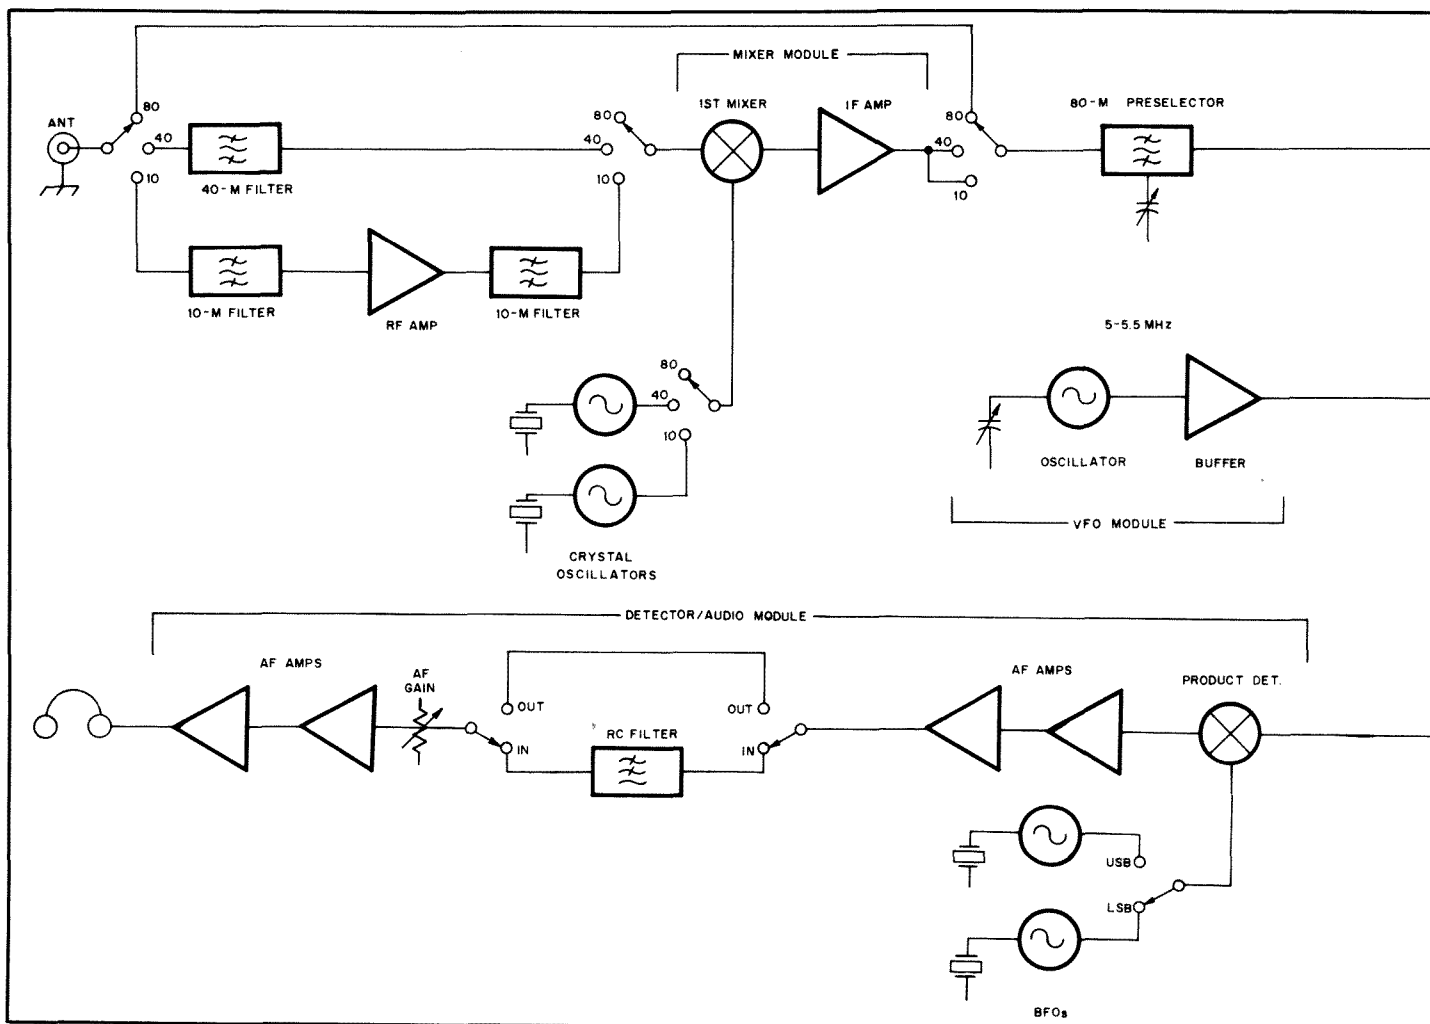 MIXER MODULE
ANT
80
40
10
40-M FILTER
10-M FILTER
RF AMP
10-M FILTER
80
40
10
1ST MIXER
IF AMP
80
40
10
80-M PRESELECTOR
80
40
10
CRYSTAL
OSCILLATORS
5-5.5 MHz
OSCILLATOR
BUFFER
VFO MODULE
DETECTOR/AUDIO MODULE
AF AMPS
AF
GAIN
OUT
IN
RC FILTER
OUT
IN
AF AMPS
PRODUCT DET.
USB
LSB
BFOs